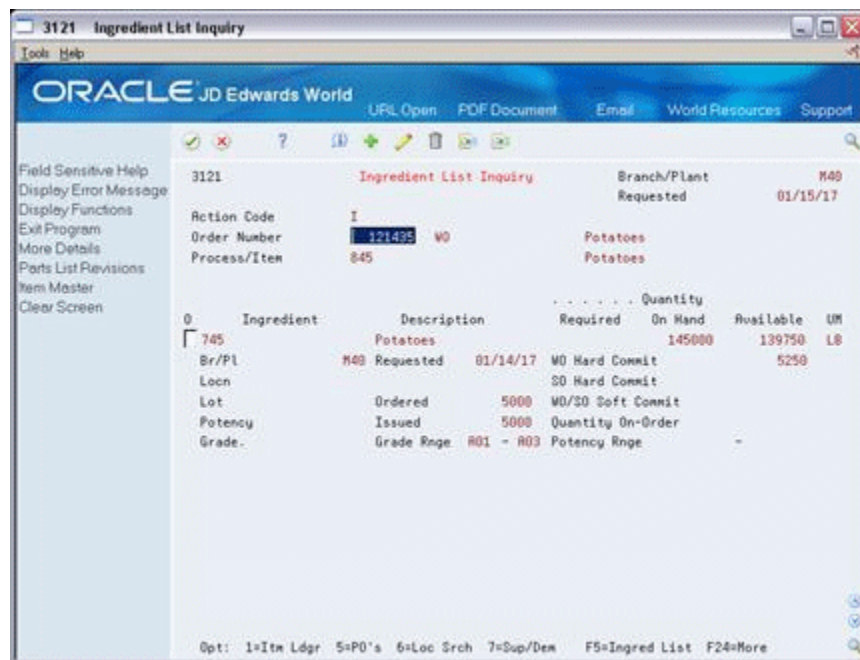 3121 Ingredient List Inquiry
Tools Help
ORACLE JD Edwards World
URL Open PDF Document Email World Resources Support
Field Sensitive Help
Display Error Message
Display Functions
Exit Program
More Details
Parts List Revisions
Item Master
Clear Screen
3121 Ingredient List Inquiry Branch/Plant M40
Requested 01/15/17
Action Code I
Order Number 121435 WO Potatoes
Process/Item 845 Potatoes
. . . . . . Quantity
O Ingredient Description Required On Hand Available UM
745 Potatoes 145000 139750 LB
Br/Pl M40 Requested 01/14/17 WO Hard Commit 5250
Locn SO Hard Commit
Lot Ordered 5000 WO/SO Soft Commit
Potency Issued 5000 Quantity On-Order
Grade. Grade Rnge A01 - A03 Potency Rnge -
Opt: 1=Itm Ldgr 5=PO's 6=Loc Srch 7=Sup/Dem F5=Ingred List F24=More